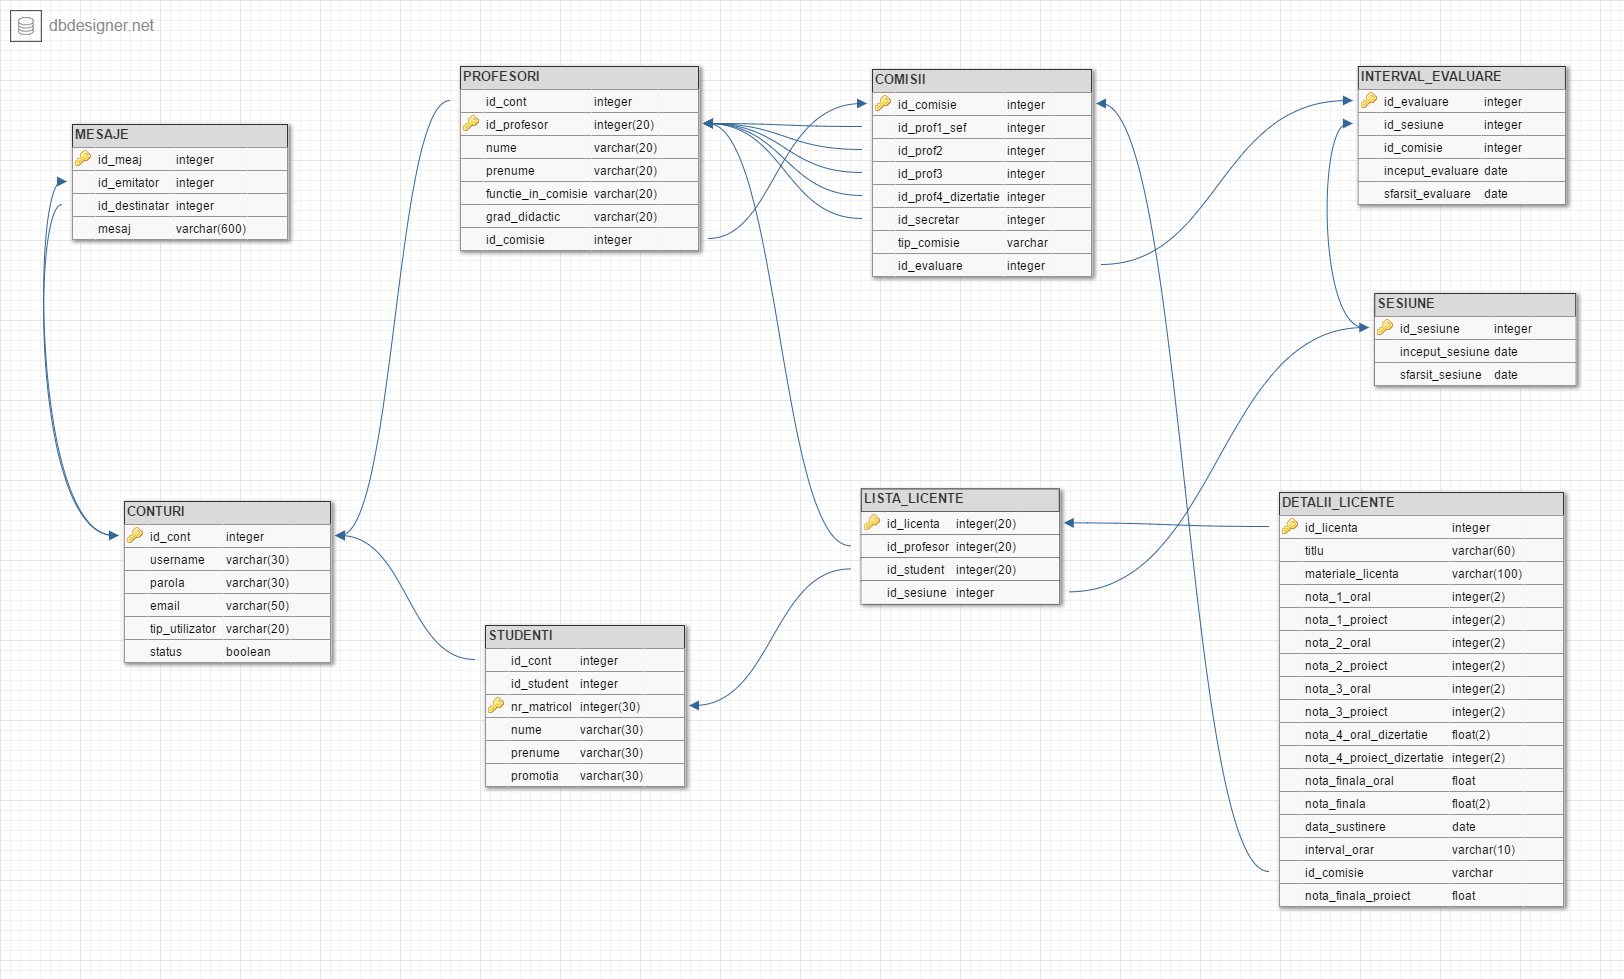 dbdesigner.net
MESAJE
id_meaj integer
id_emitator integer
id_destinatar integer
mesaj varchar(600)
PROFESORI
id_cont integer
id_profesor integer(20)
nume varchar(20)
prenume varchar(20)
functie_in_comisie varchar(20)
grad_didactic varchar(20)
id_comisie integer
COMISII
id_comisie integer
id_prof1_sef integer
id_prof2 integer
id_prof3 integer
id_prof4_dizertatie integer
id_secretar integer
tip_comisie varchar
id_evaluare integer
INTERVAL_EVALUARE
id_evaluare integer
id_sesiune integer
id_comisie integer
inceput_evaluare date
sfarsit_evaluare date
SESIUNE
id_sesiune integer
inceput_sesiune date
sfarsit_sesiune date
CONTURI
id_cont integer
username varchar(30)
parola varchar(30)
email varchar(50)
tip_utilizator varchar(20)
status boolean
STUDENTI
id_cont integer
id_student integer
nr_matricol integer(30)
nume varchar(30)
prenume varchar(30)
promotia varchar(30)
LISTA_LICENTE
id_licenta integer(20)
id_profesor integer(20)
id_student integer(20)
id_sesiune integer
DETALII_LICENTE
id_licenta integer
titlu varchar(60)
materiale_licenta varchar(100)
nota_1_oral integer(2)
nota_1_proiect integer(2)
nota_2_oral integer(2)
nota_2_proiect integer(2)
nota_3_oral integer(2)
nota_3_proiect integer(2)
nota_4_oral_dizertatie float(2)
nota_4_proiect_dizertatie integer(2)
nota_finala_oral float
nota_finala float(2)
data_sustinere date
interval_orar varchar(10)
id_comisie varchar
nota_finala_proiect float